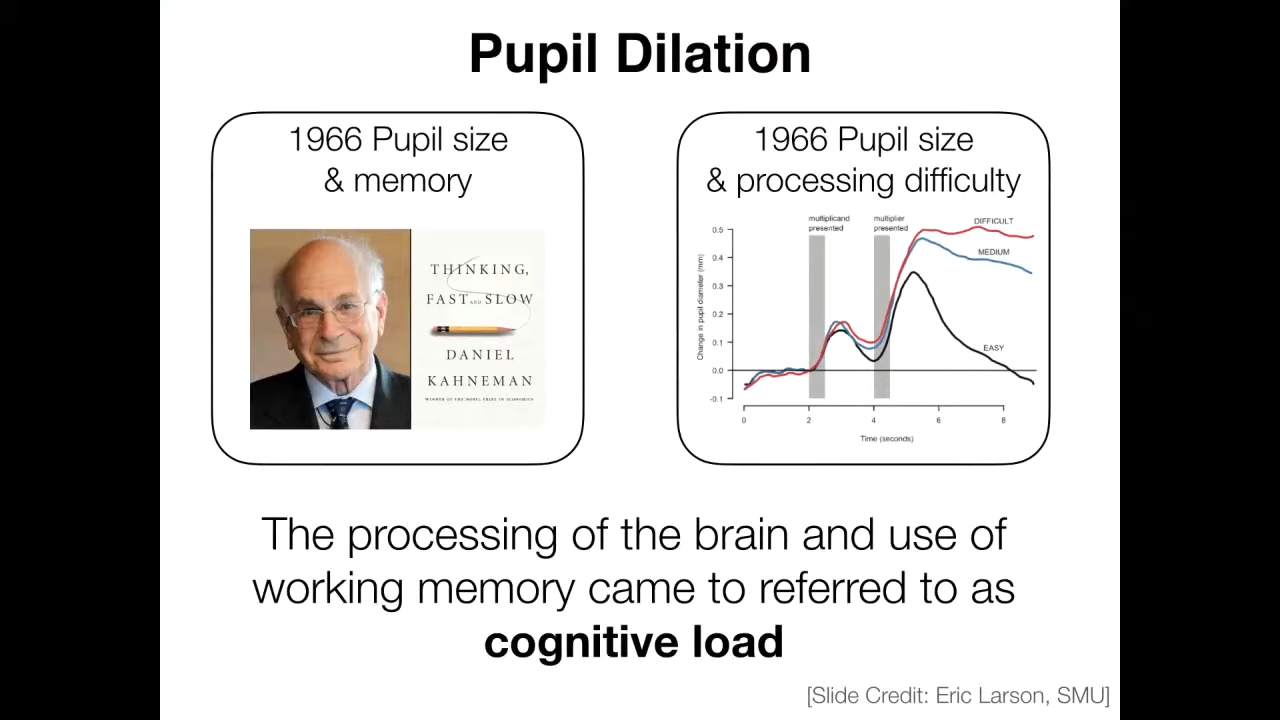 Pupil Dilation
1966 Pupil size
& memory
THINKING,
FAST AND SLOW
DANIEL
KAHNEMAN
WINNER OF THE NOBEL PRIZE IN ECONOMICS
1966 Pupil size
& processing difficulty
multiplicand
presented
multiplier
presented
DIFFICULT
MEDIUM
EASY
Change in pupil diameter (mm)
0.5
0.4
0.3
0.2
0.1
0.0
-0.1
0 2 4 6 8
Time (seconds)
The processing of the brain and use of
working memory came to referred to as
cognitive load
[Slide Credit: Eric Larson, SMU]